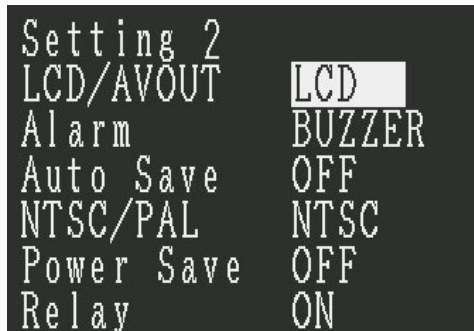 Setting 2
LCD/AVOUT LCD
Alarm BUZZER
Auto Save OFF
NTSC/PAL NTSC
Power Save OFF
Relay ON